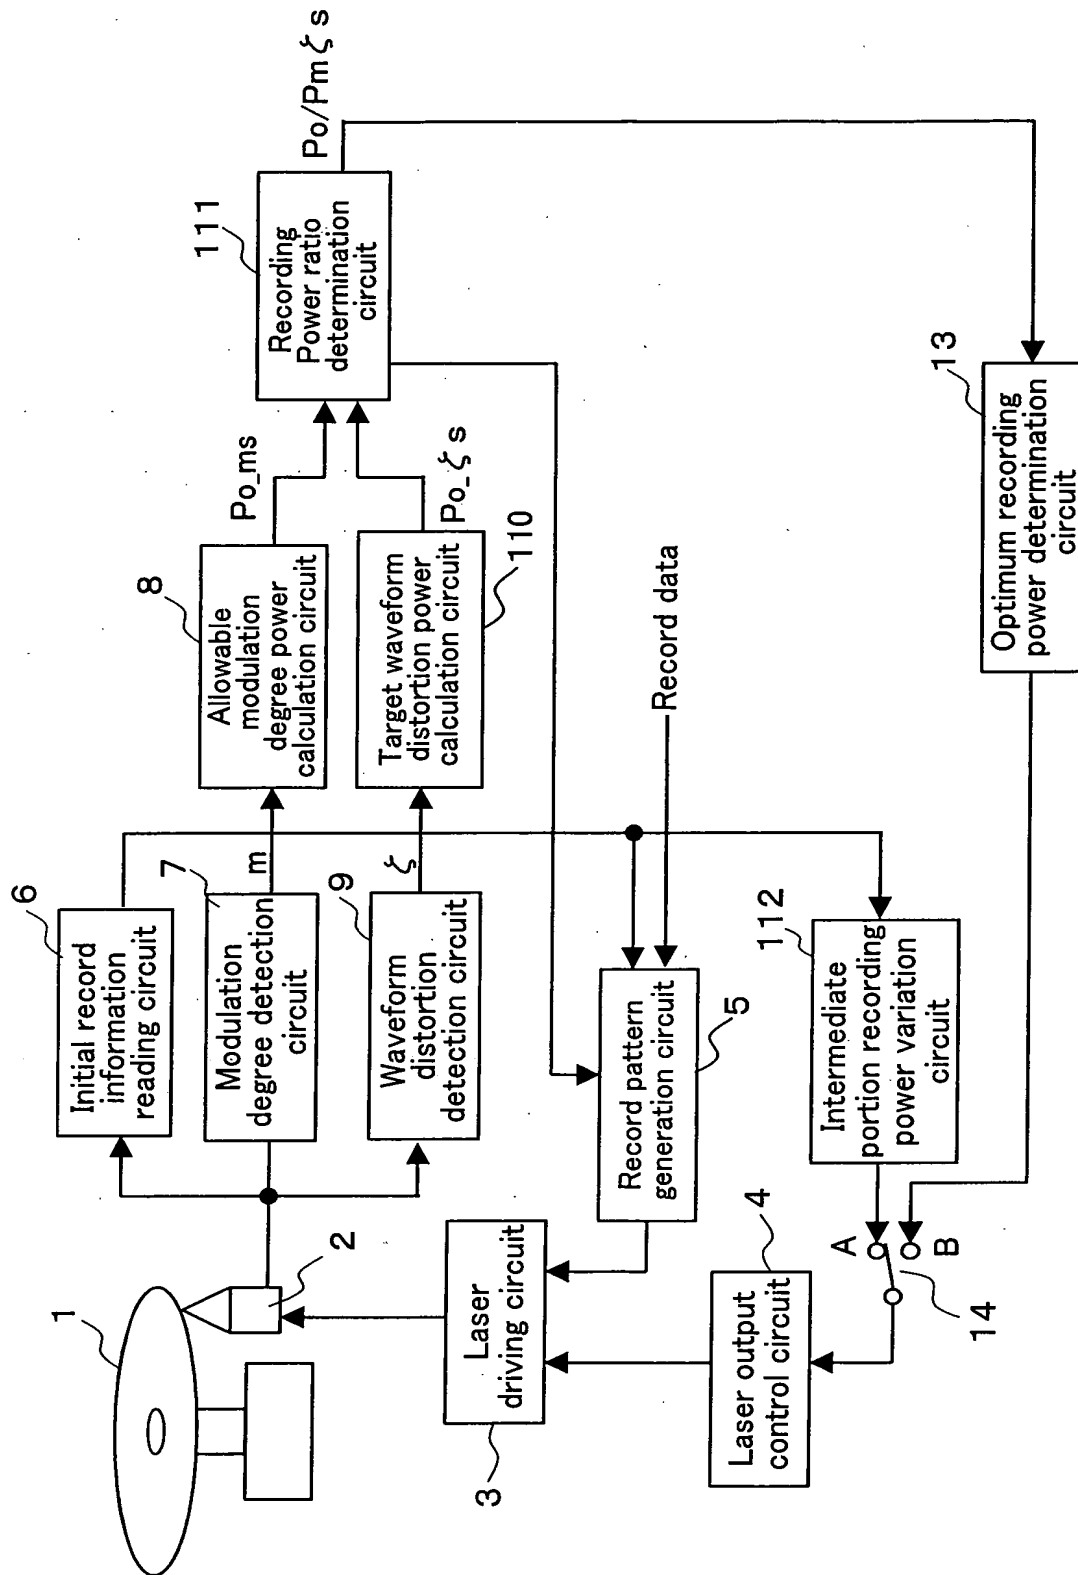 1
2
3
Laser
driving circuit
4
Laser output
control circuit
14
A
B
5
Record pattern
generation circuit
Record data
6
Initial record
information
reading circuit
7
Modulation
degree detection
circuit
m
9
Waveform
distortion
detection circuit
ζ
8
Allowable
modulation
degree power
calculation circuit
Po_ms
110
Target waveform
distortion power
calculation circuit
Po_ζs
111
Recording
Power ratio
determination
circuit
Po/Pmζs
112
Intermediate
portion recording
power variation
circuit
13
Optimum recording
power determination
circuit